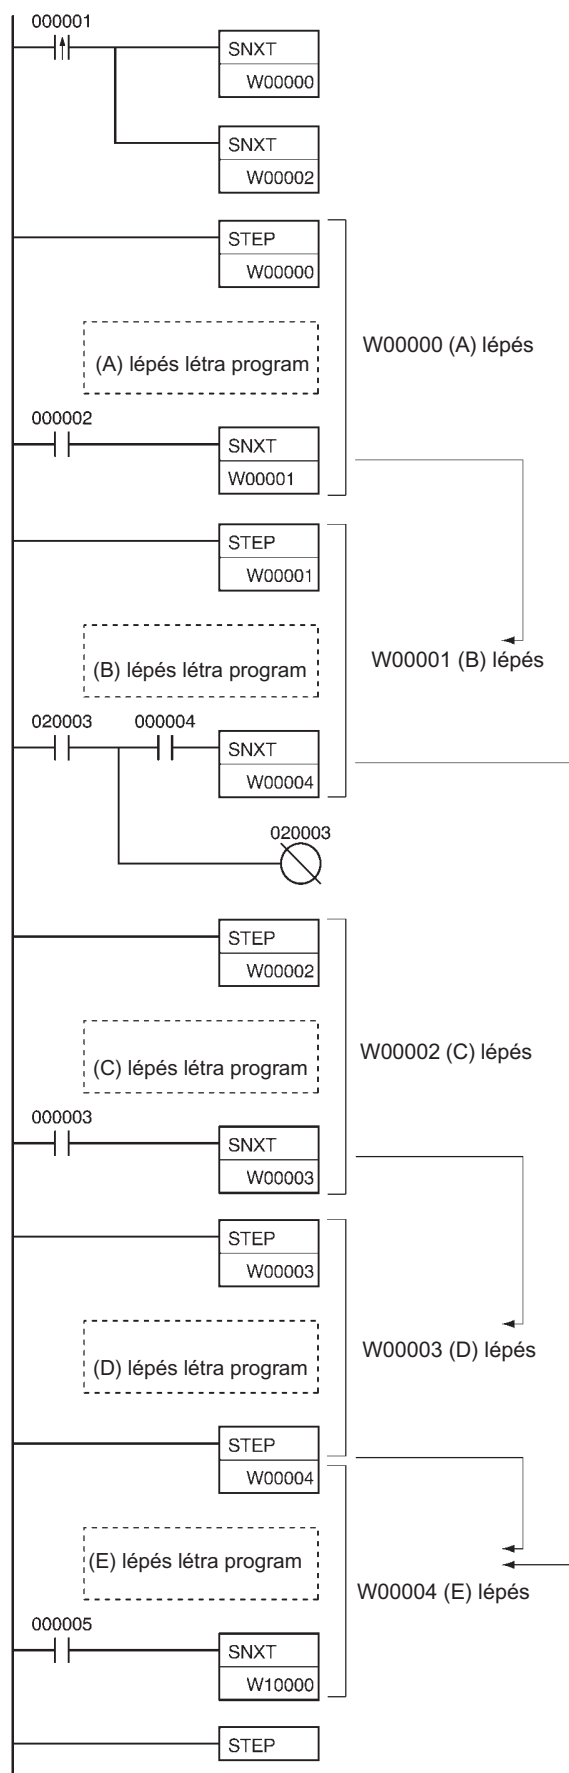 000001
SNXT
W00000
SNXT
W00002
STEP
W00000
W00000 (A) lépés
(A) lépés létra program
000002
SNXT
W00001
STEP
W00001
W00001 (B) lépés
(B) lépés létra program
020003 000004
SNXT
W00004
020003
STEP
W00002
W00002 (C) lépés
(C) lépés létra program
000003
SNXT
W00003
STEP
W00003
W00003 (D) lépés
(D) lépés létra program
STEP
W00004
(E) lépés létra program
W00004 (E) lépés
000005
SNXT
W10000
STEP